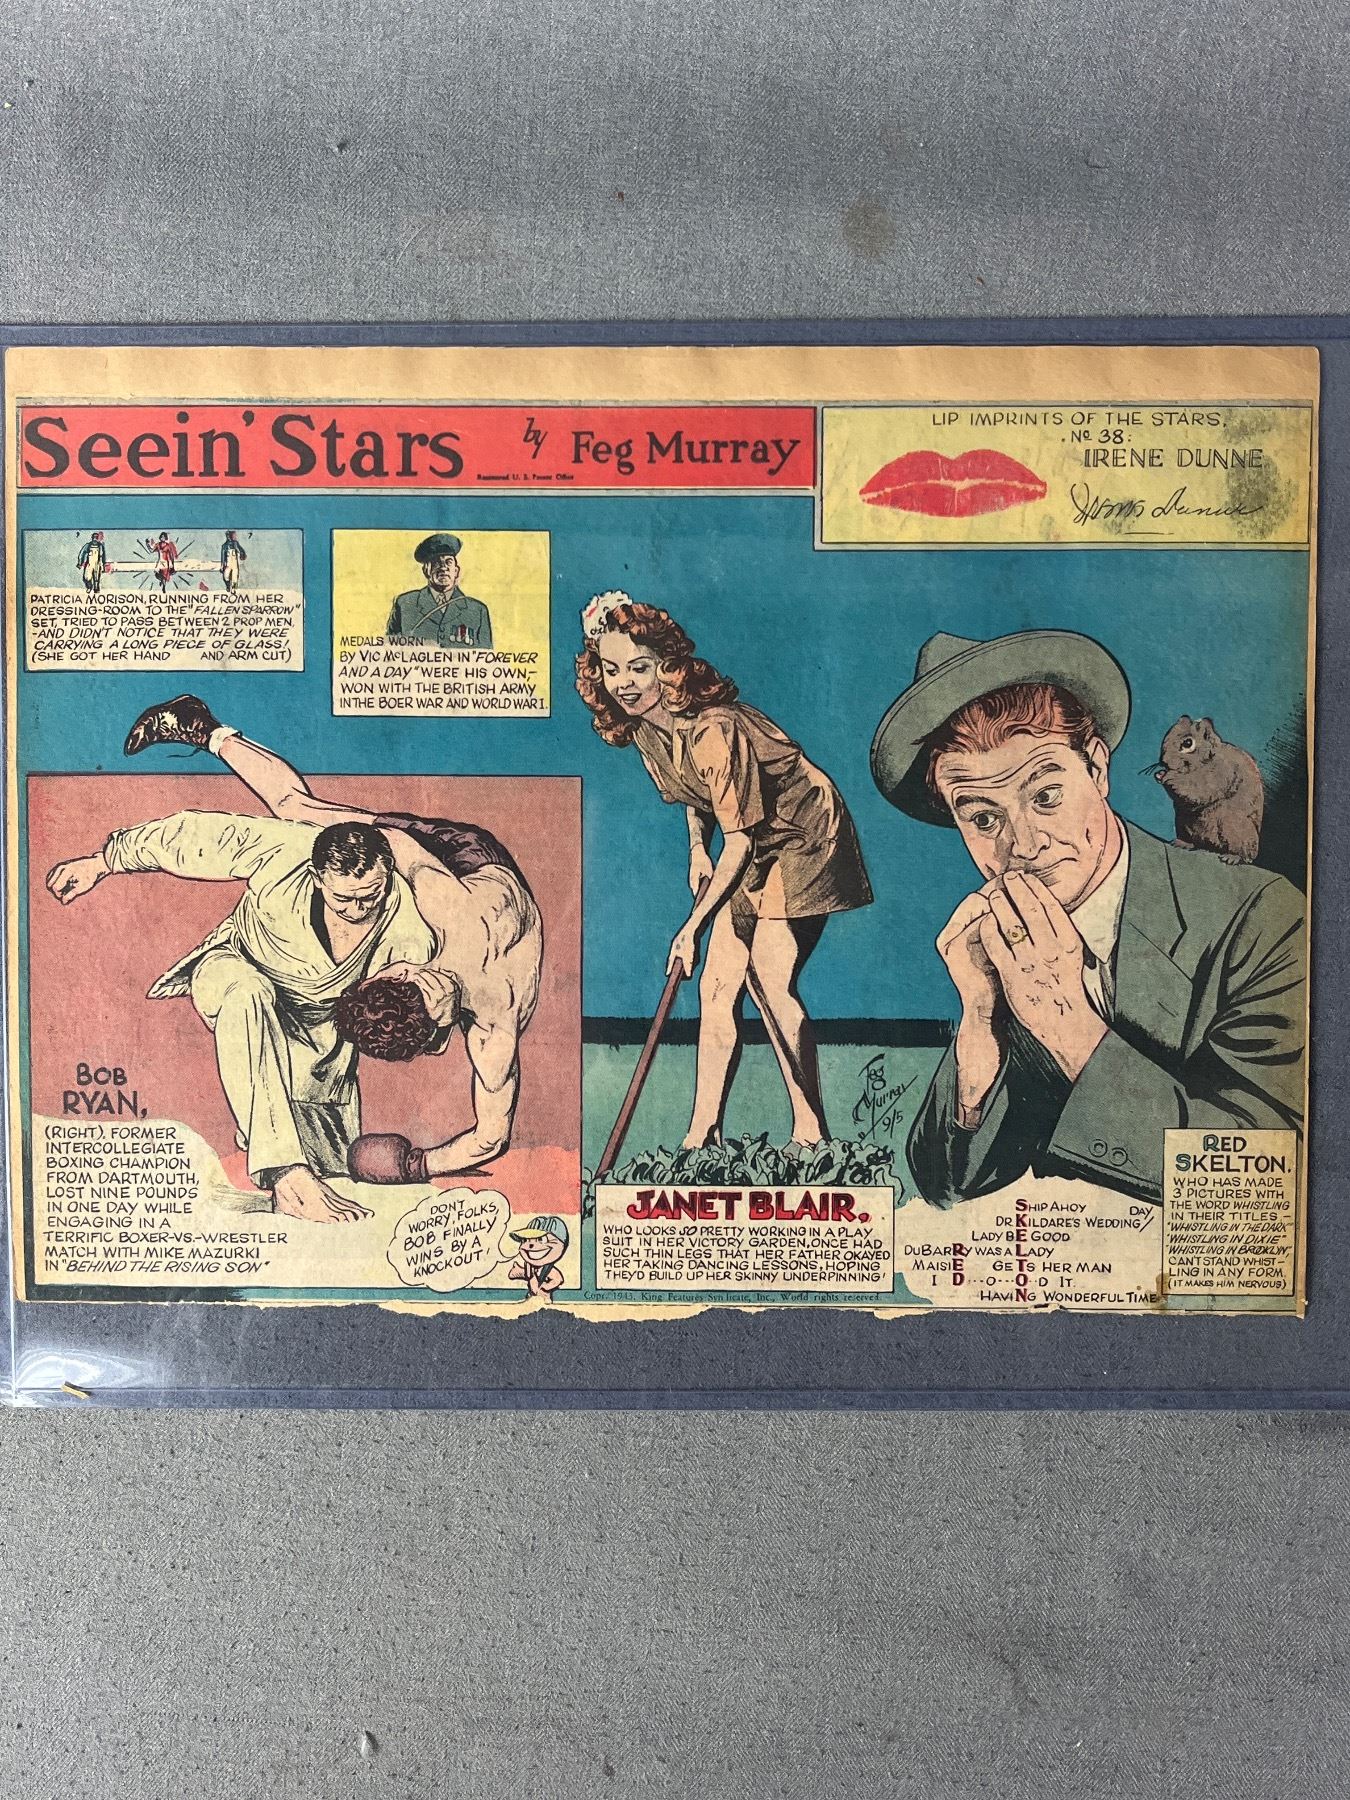 Seein' Stars by Feg Murray
Registered U. S. Patent Office
LIP IMPRINTS OF THE STARS,
Nº 38:
IRENE DUNNE
Irene Dunne
PATRICIA MORISON, RUNNING FROM HER
DRESSING-ROOM TO THE "FALLEN SPARROW"
SET, TRIED TO PASS BETWEEN 2 PROP MEN,
-AND DIDN'T NOTICE THAT THEY WERE
CARRYING A LONG PIECE OF GLASS!
(SHE GOT HER HAND AND ARM CUT)
MEDALS WORN
BY VIC McLAGLEN IN "FOREVER
AND A DAY" WERE HIS OWN,-
WON WITH THE BRITISH ARMY
IN THE BOER WAR AND WORLD WAR I.
BOB
RYAN,
(RIGHT), FORMER
INTERCOLLEGIATE
BOXING CHAMPION
FROM DARTMOUTH,
LOST NINE POUNDS
IN ONE DAY WHILE
ENGAGING IN A
TERRIFIC BOXER-VS.-WRESTLER
MATCH WITH MIKE MAZURKI
IN "BEHIND THE RISING SON"
DON'T
WORRY, FOLKS,
BOB FINALLY
WINS BY A
KNOCKOUT!
Feg
Murray
9/5
JANET BLAIR,
WHO LOOKS SO PRETTY WORKING IN A PLAY
SUIT IN HER VICTORY GARDEN, ONCE HAD
SUCH THIN LEGS THAT HER FATHER OKAYED
HER TAKING DANCING LESSONS, HOPING
THEY'D BUILD UP HER SKINNY UNDERPINNING!
Copr. 1943, King Features Syndicate, Inc., World rights reserved.
SHIP AHOY
DR. KILDARE'S WEDDING DAY
LADY BE GOOD
DUBARRY WAS A LADY
MAISIE GETS HER MAN
I D···O···O·D IT.
HAVING WONDERFUL TIME
RED
SKELTON,
WHO HAS MADE
3 PICTURES WITH
THE WORD WHISTLING
IN THEIR TITLES -
"WHISTLING IN THE DARK"
"WHISTLING IN DIXIE"
"WHISTLING IN BROOKLYN",
CAN'T STAND WHIST-
LING IN ANY FORM.
(IT MAKES HIM NERVOUS)